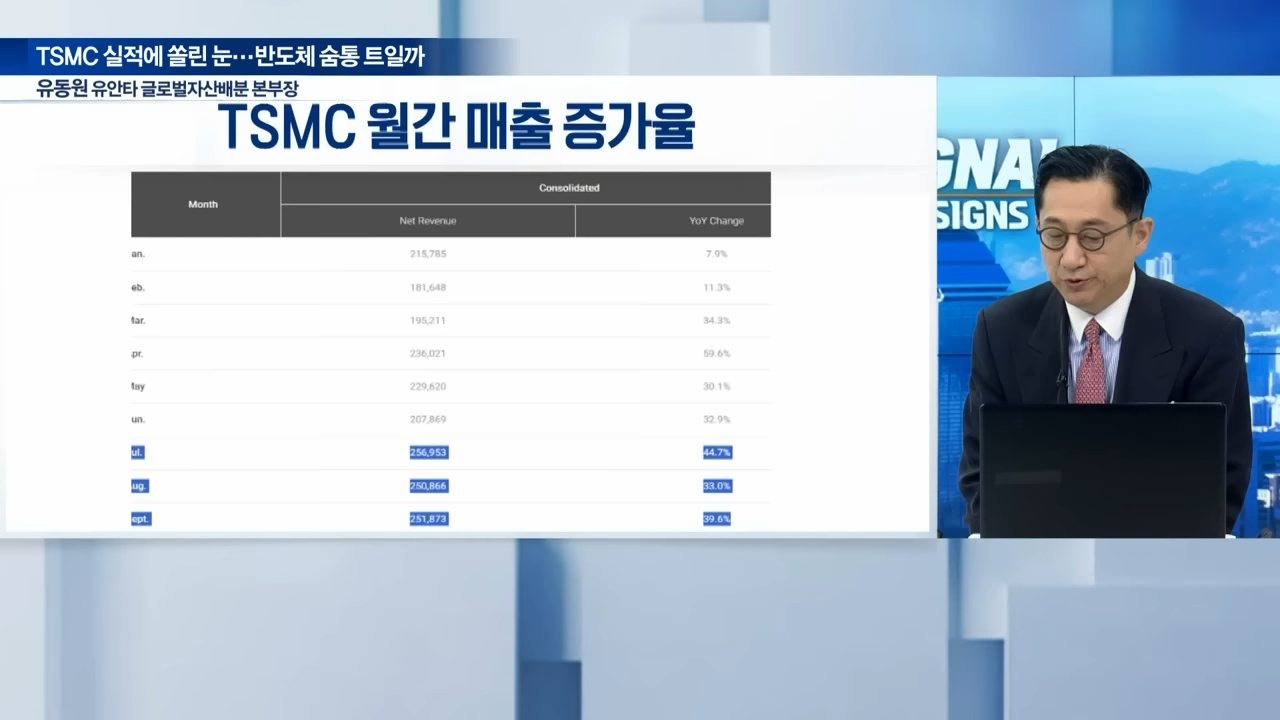 TSMC 실적에 쏠린 눈…반도체 숨통 트일까
유동원 유안타 글로벌자산배분 본부장
TSMC 월간 매출 증가율
Month
Consolidated
Net Revenue YoY Change
an. 215,785 7.9%
eb. 181,648 11.3%
Mar. 195,211 34.3%
pr. 236,021 59.6%
May 229,620 30.1%
un. 207,869 32.9%
ul. 256,953 44.7%
ug. 250,866 33.0%
ept. 251,873 39.6%
GNAL
SIGNS